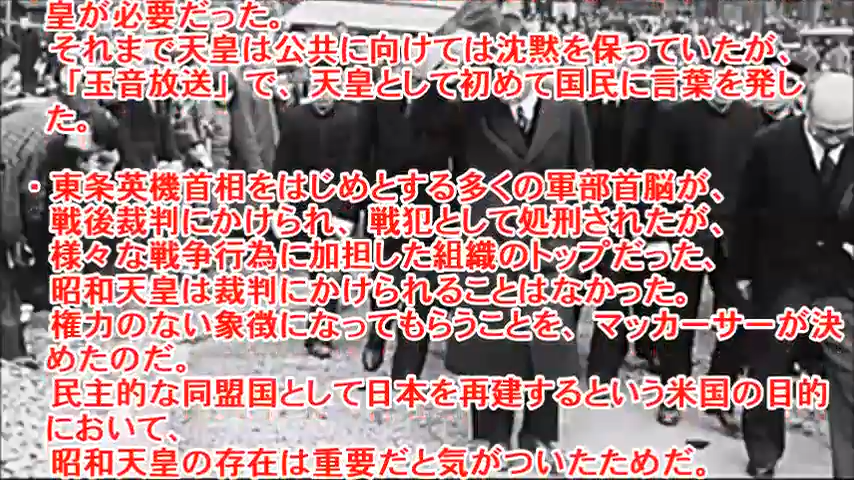 皇が必要だった。
それまで天皇は公共に向けては沈黙を保っていたが、
「玉音放送」で、天皇として初めて国民に言葉を発し
た。
・東条英機首相をはじめとする多くの軍部首脳が、
戦後裁判にかけられ、戦犯として処刑されたが、
様々な戦争行為に加担した組織のトップだった、
昭和天皇は裁判にかけられることはなかった。
権力のない象徴になってもらうことを、マッカーサーが決
めたのだ。
民主的な同盟国として日本を再建するという米国の目的
において、
昭和天皇の存在は重要だと気がついたためだ。